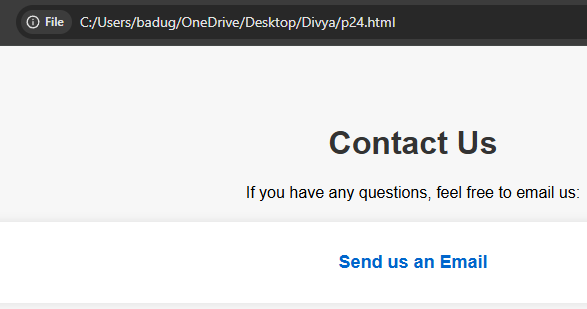 File C:/Users/badug/OneDrive/Desktop/Divya/p24.html
Contact Us
If you have any questions, feel free to email us:
Send us an Email